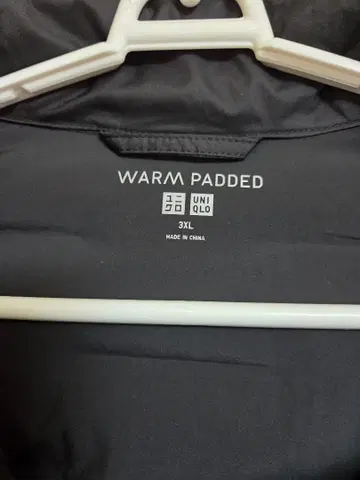 WARM PADDED
ユニ UNI
クロ QLO
3XL
MADE IN CHINA